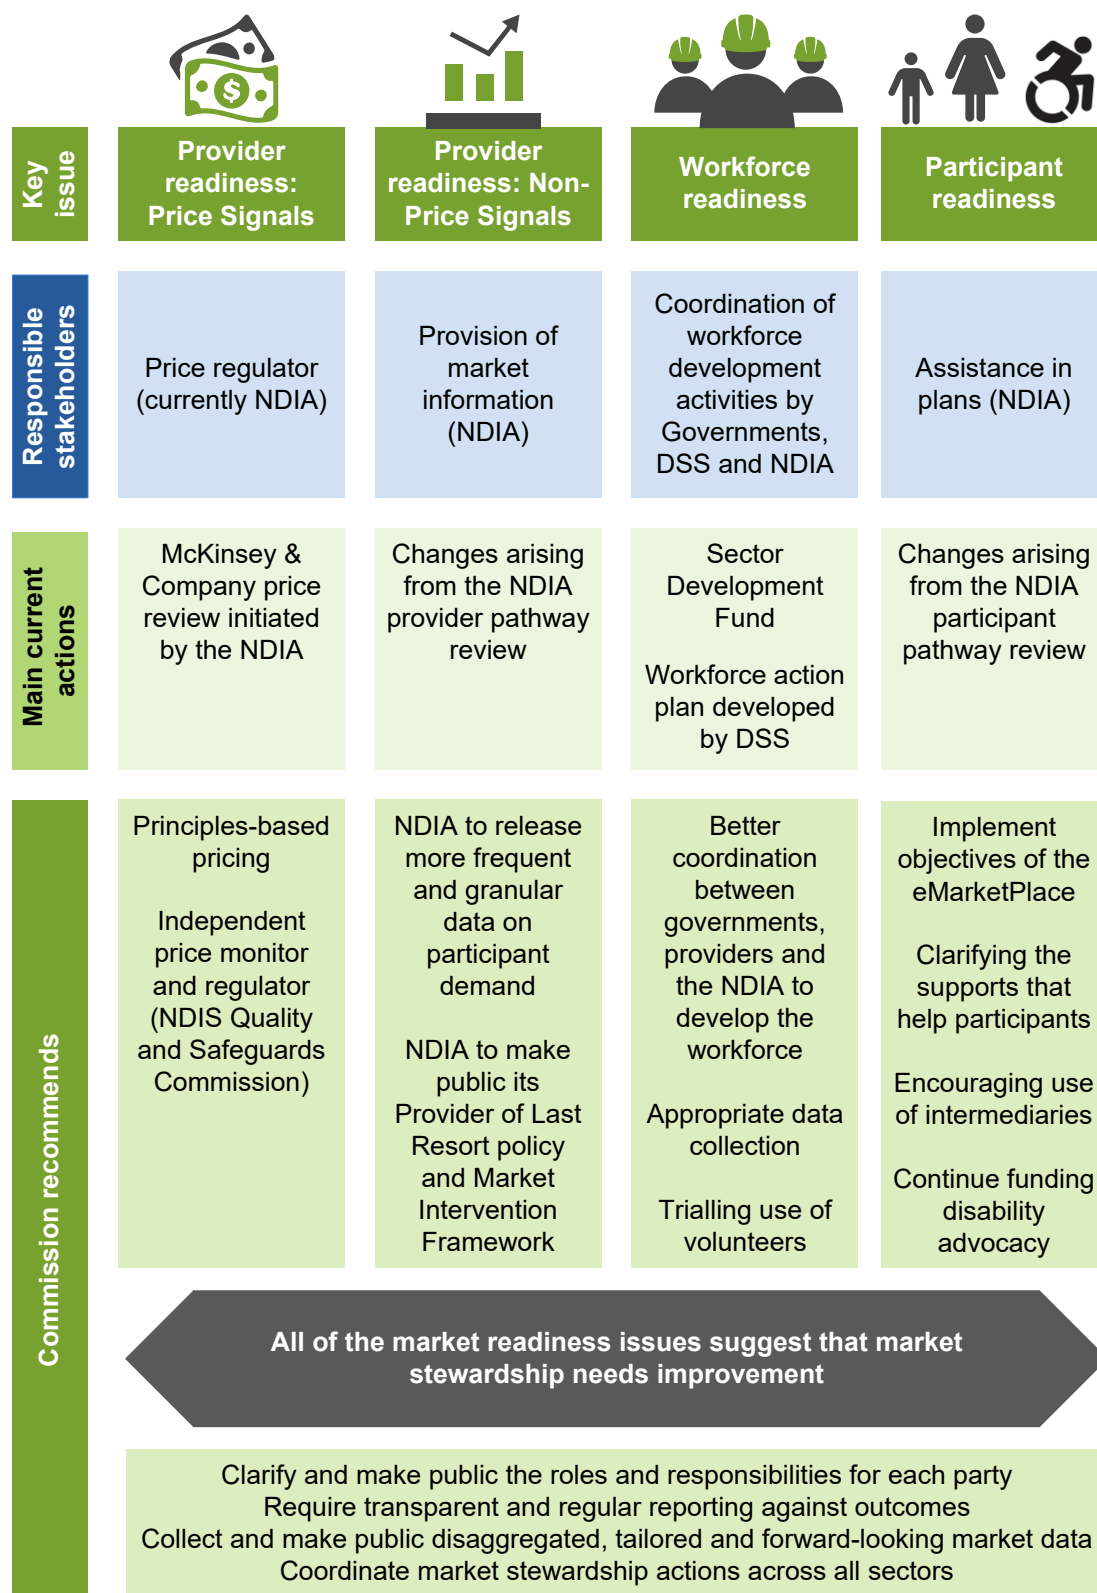 Key
issue
Provider
readiness:
Price Signals
Provider
readiness: Non-
Price Signals
Workforce
readiness
Participant
readiness
Responsible
stakeholders
Price regulator
(currently NDIA)
Provision of
market
information
(NDIA)
Coordination of
workforce
development
activities by
Governments,
DSS and NDIA
Assistance in
plans (NDIA)
Main current
actions
McKinsey &
Company price
review initiated
by the NDIA
Changes arising
from the NDIA
provider pathway
review
Sector
Development
Fund
Workforce action
plan developed
by DSS
Changes arising
from the NDIA
participant
pathway review
Commission recommends
Principles-based
pricing
Independent
price monitor
and regulator
(NDIS Quality
and Safeguards
Commission)
NDIA to release
more frequent
and granular
data on
participant
demand
NDIA to make
public its
Provider of Last
Resort policy
and Market
Intervention
Framework
Better
coordination
between
governments,
providers and
the NDIA to
develop the
workforce
Appropriate data
collection
Trialling use of
volunteers
Implement
objectives of the
eMarketPlace
Clarifying the
supports that
help participants
Encouraging use
of intermediaries
Continue funding
disability
advocacy
All of the market readiness issues suggest that market
stewardship needs improvement
Clarify and make public the roles and responsibilities for each party
Require transparent and regular reporting against outcomes
Collect and make public disaggregated, tailored and forward-looking market data
Coordinate market stewardship actions across all sectors